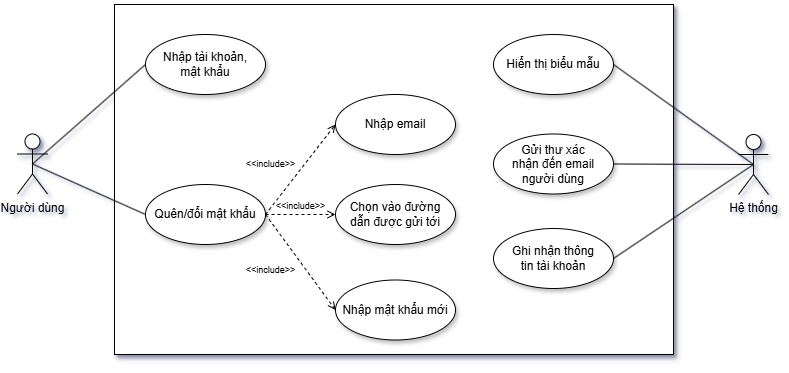 Nhập tài khoản,
mật khẩu
Hiển thị biểu mẫu
Nhập email
<<include>>
Gửi thư xác
nhận đến email
người dùng
Người dùng
Hệ thống
Quên/đổi mật khẩu
<<include>>
Chọn vào đường
dẫn được gửi tới
Ghi nhận thông
tin tài khoản
<<include>>
Nhập mật khẩu mới